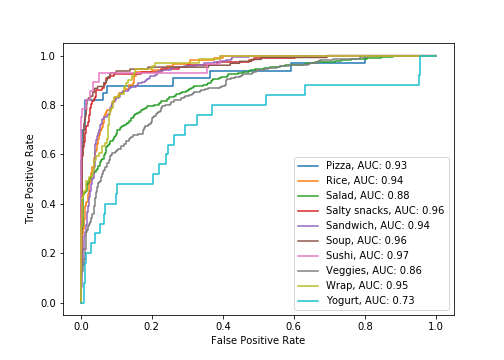 1.0
0.8
0.6
0.4
0.2
0.0
True Positive Rate
0.0 0.2 0.4 0.6 0.8 1.0
False Positive Rate
Pizza, AUC: 0.93
Rice, AUC: 0.94
Salad, AUC: 0.88
Salty snacks, AUC: 0.96
Sandwich, AUC: 0.94
Soup, AUC: 0.96
Sushi, AUC: 0.97
Veggies, AUC: 0.86
Wrap, AUC: 0.95
Yogurt, AUC: 0.73